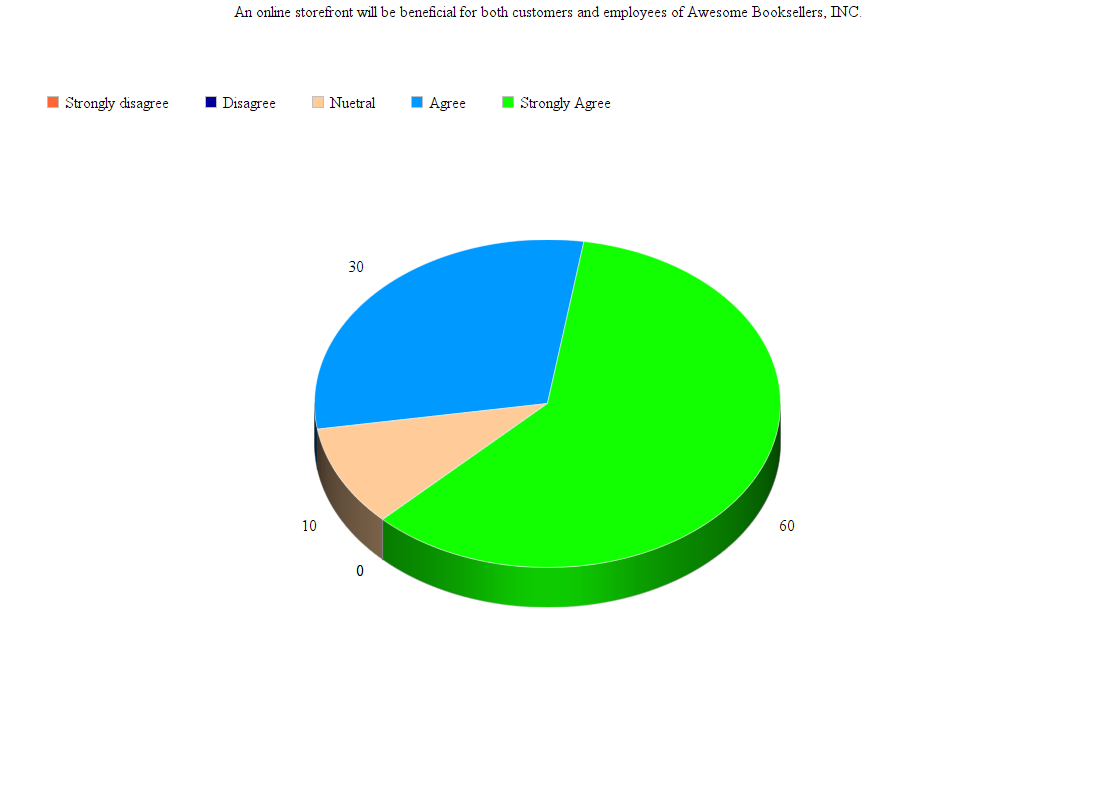 An online storefront will be beneficial for both customers and employees of Awesome Booksellers, INC.
Strongly disagree Disagree Nuetral Agree Strongly Agree
30
10 60
0